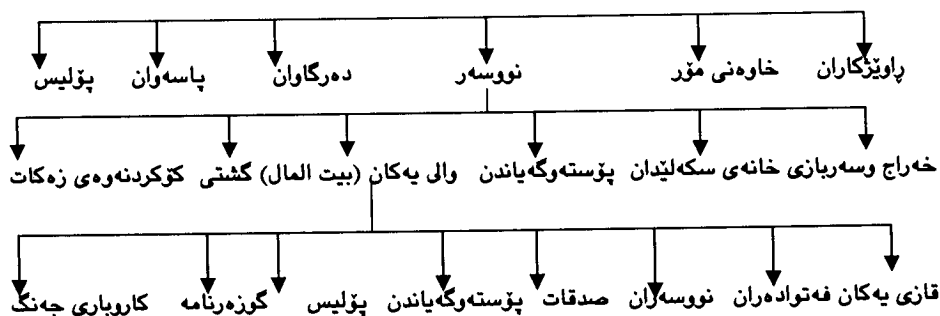 ڕاوێژکاران خاوەنی مۆر نووسەر دەرگاوان پاسەوان پۆلیس
خەراج وسەربازی خانەی سکەلێدان پۆستەوگەیاندن والی یەکان (بیت المال) گشتی کۆکردنەوەی زەکات
قازی یەکان فەتوادەران نووسەران صدقات پۆستەوگەیاندن پۆلیس گوزەرنامە کاروباری جەنگ